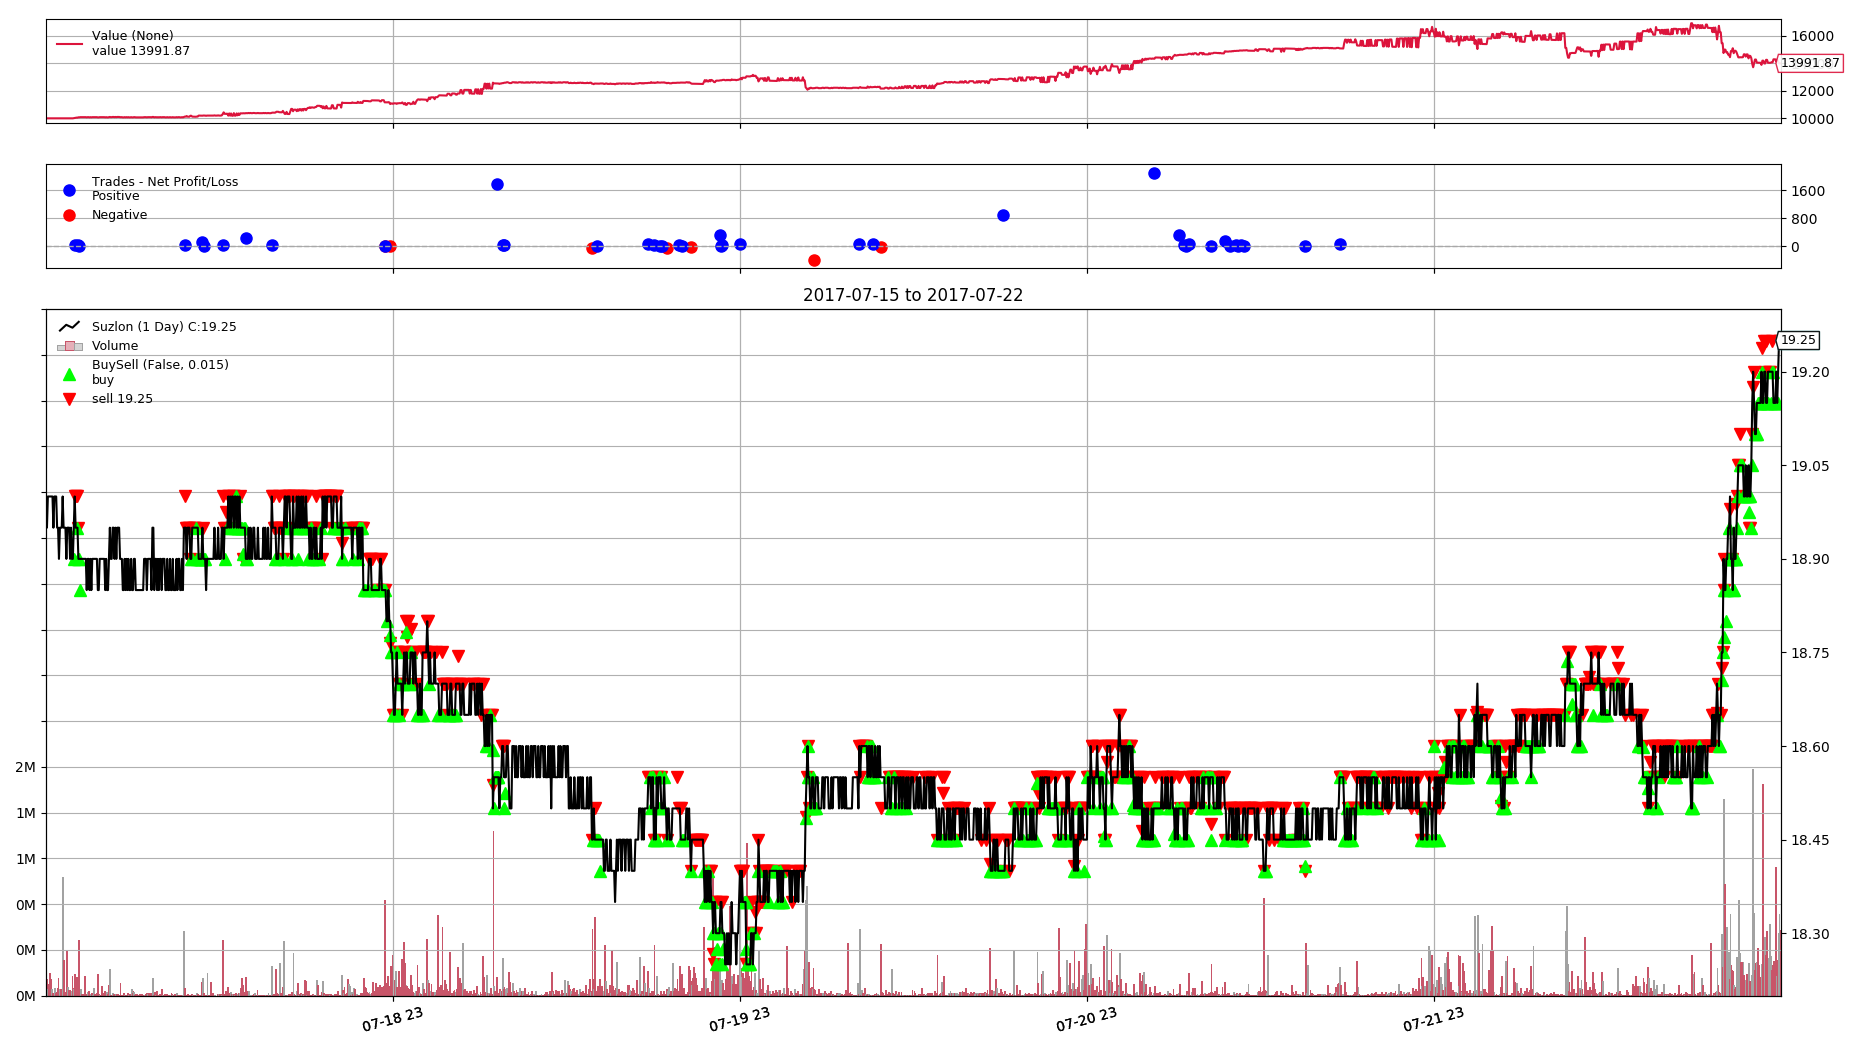 Value (None)
value 13991.87
16000
13991.87
12000
10000
Trades - Net Profit/Loss
Positive
Negative
1600
800
0
2017-07-15 to 2017-07-22
Suzlon (1 Day) C:19.25
Volume
BuySell (False, 0.015)
buy
sell 19.25
19.25
19.20
19.05
18.90
18.75
18.60
18.45
18.30
2M
1M
1M
0M
0M
0M
07-18 23
07-19 23
07-20 23
07-21 23